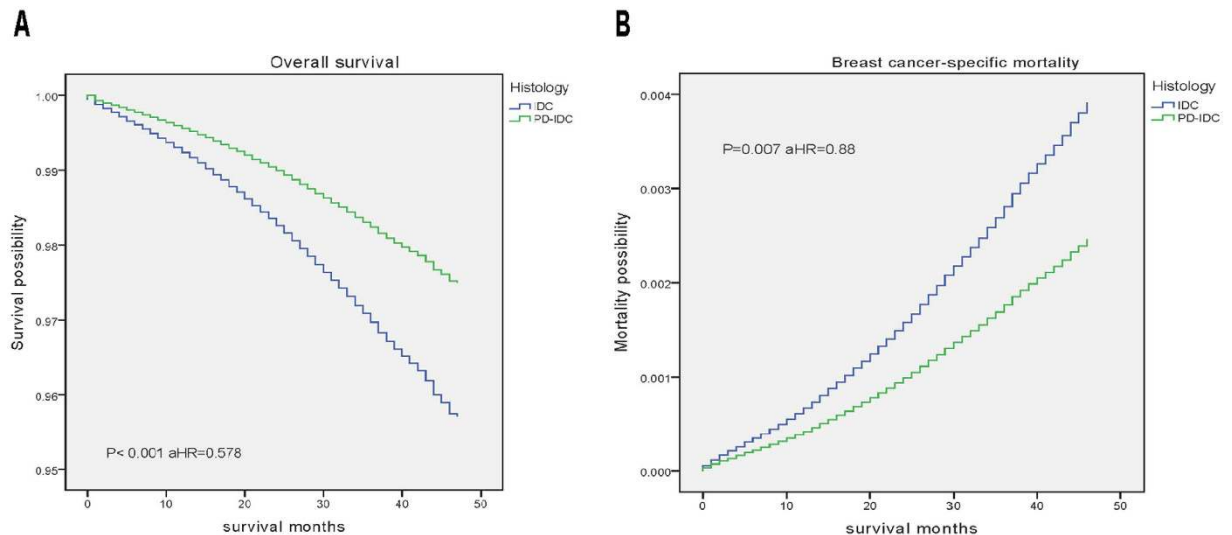 A
Overall survival
Histology
IDC
PD-IDC
1.00
0.99
0.98
0.97
0.96
0.95
Survival possibility
P< 0.001 aHR=0.578
0 10 20 30 40 50
survival months
B
Breast cancer-specific mortality
Histology
IDC
PD-IDC
0.004
0.003
0.002
0.001
0.000
Mortality possibility
P=0.007 aHR=0.88
0 10 20 30 40 50
survival months